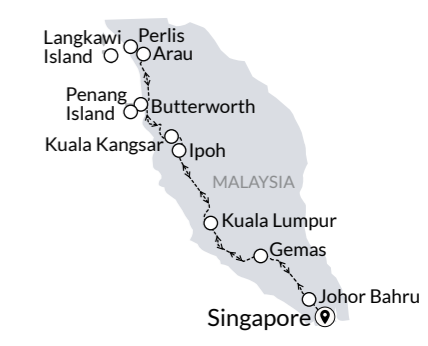 Langkawi
Island
Perlis
Arau
Penang
Island
Butterworth
Kuala Kangsar
Ipoh
MALAYSIA
Kuala Lumpur
Gemas
Johor Bahru
Singapore